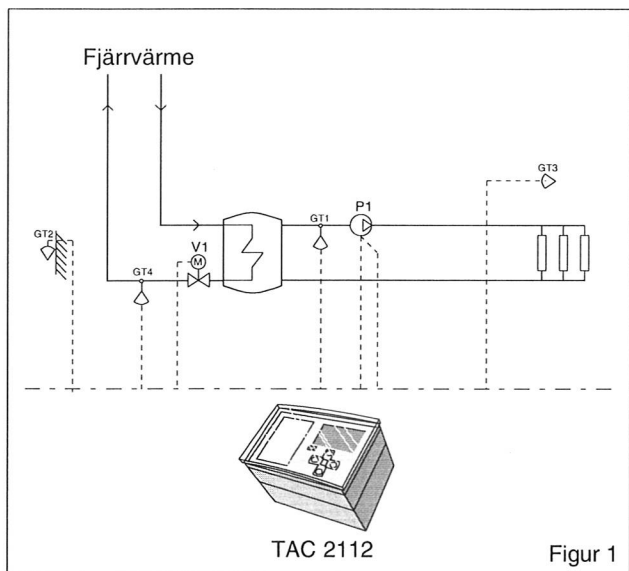 Fjärrvärme
GT3
P1
GT1
GT2
V1
M
GT4
TAC 2112
Figur 1